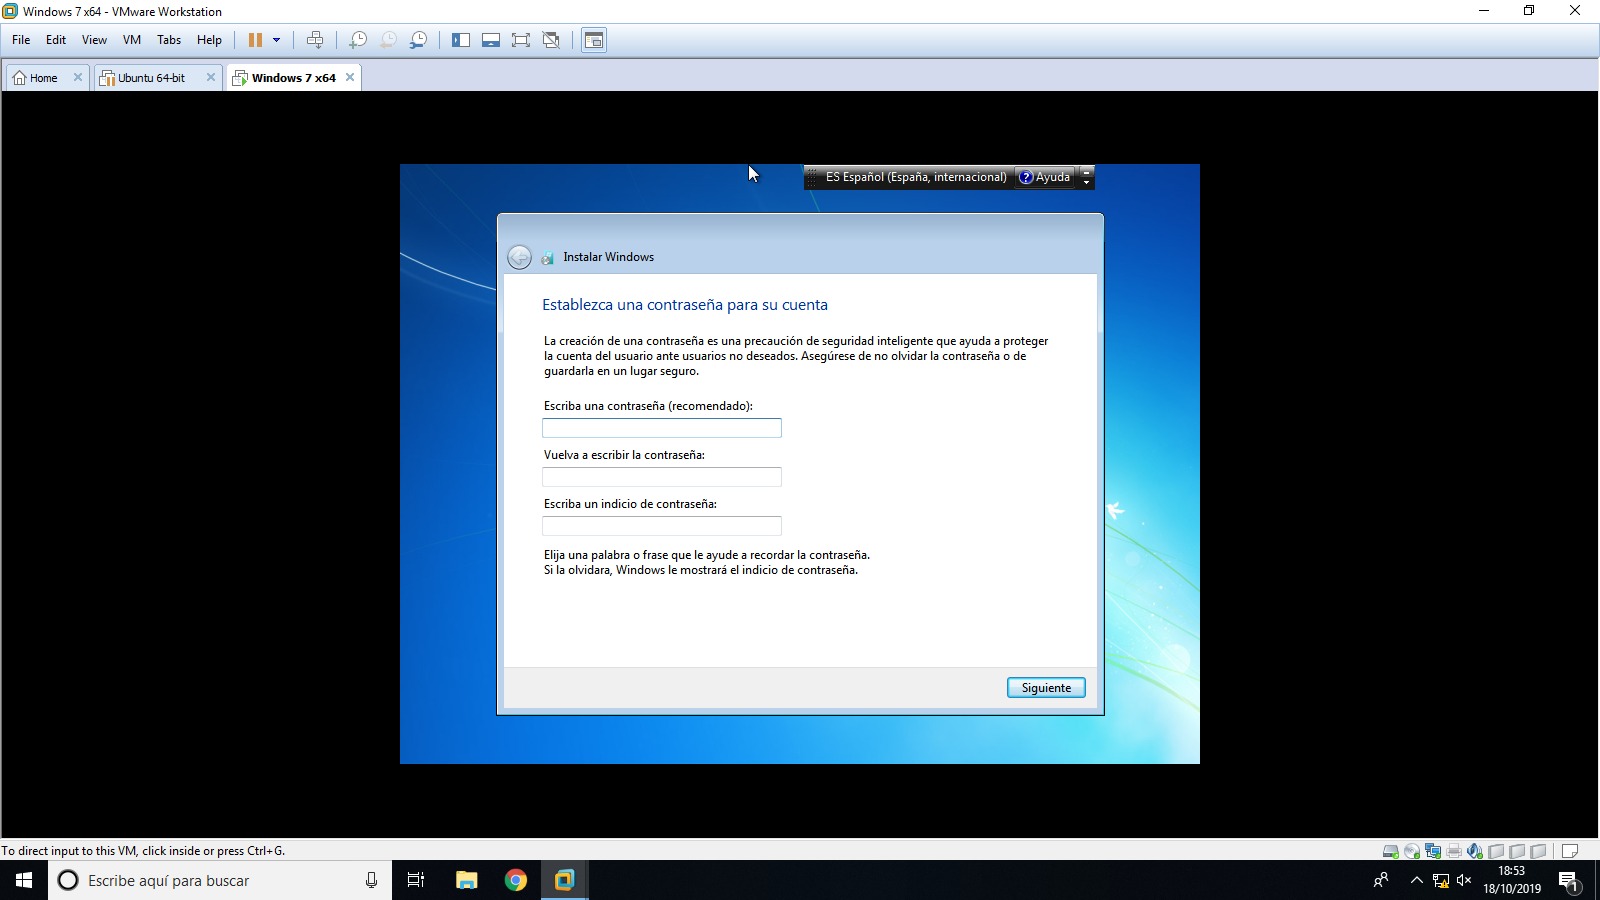 Windows 7 x64 - VMware Workstation
File Edit View VM Tabs Help
Home Ubuntu 64-bit Windows 7 x64
ES Español (España, internacional) ? Ayuda
Instalar Windows
Establezca una contraseña para su cuenta
La creación de una contraseña es una precaución de seguridad inteligente que ayuda a proteger
la cuenta del usuario ante usuarios no deseados. Asegúrese de no olvidar la contraseña o de
guardarla en un lugar seguro.
Escriba una contraseña (recomendado):
Vuelva a escribir la contraseña:
Escriba un indicio de contraseña:
Elija una palabra o frase que le ayude a recordar la contraseña.
Si la olvidara, Windows le mostrará el indicio de contraseña.
Siguiente
To direct input to this VM, click inside or press Ctrl+G.
Escribe aquí para buscar
18:53
18/10/2019
1